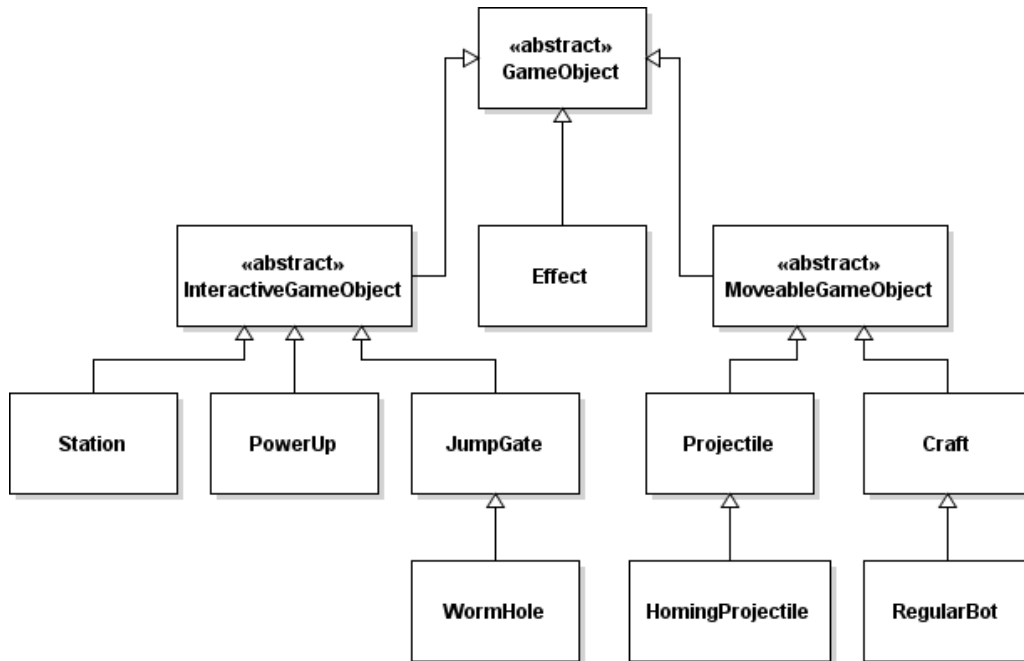 «abstract»
GameObject
«abstract»
InteractiveGameObject
Effect
«abstract»
MoveableGameObject
Station
PowerUp
JumpGate
Projectile
Craft
WormHole
HomingProjectile
RegularBot